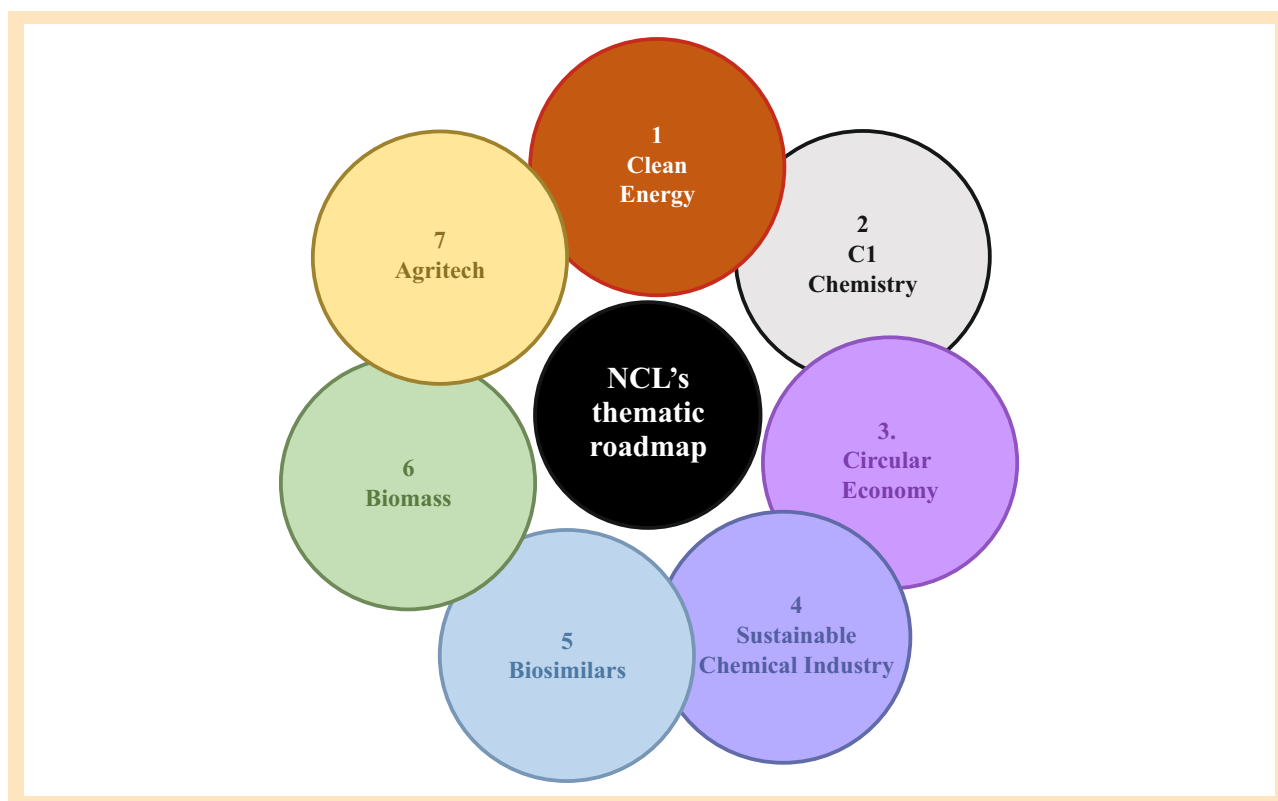 1
Clean
Energy
2
C1
Chemistry
3.
Circular
Economy
4
Sustainable
Chemical Industry
5
Biosimilars
6
Biomass
7
Agritech
NCL’s
thematic
roadmap